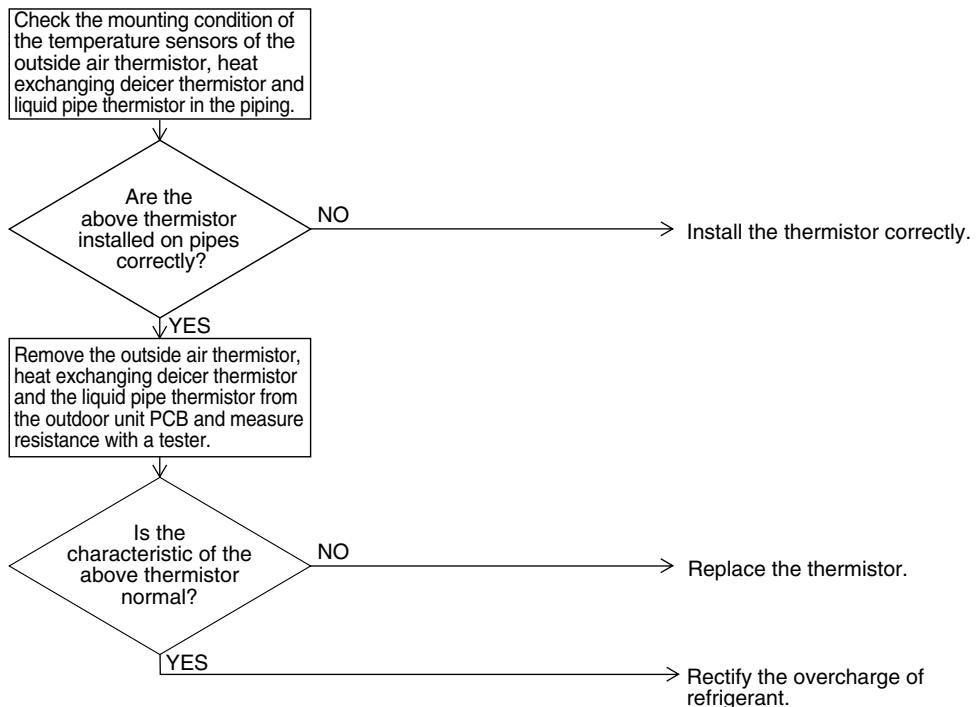 Check the mounting condition of
the temperature sensors of the
outside air thermistor, heat
exchanging deicer thermistor and
liquid pipe thermistor in the piping.
Are the
above thermistor
installed on pipes
correctly?
NO
Install the thermistor correctly.
YES
Remove the outside air thermistor,
heat exchanging deicer thermistor
and the liquid pipe thermistor from
the outdoor unit PCB and measure
resistance with a tester.
Is the
characteristic of the
above thermistor
normal?
NO
Replace the thermistor.
YES
Rectify the overcharge of
refrigerant.